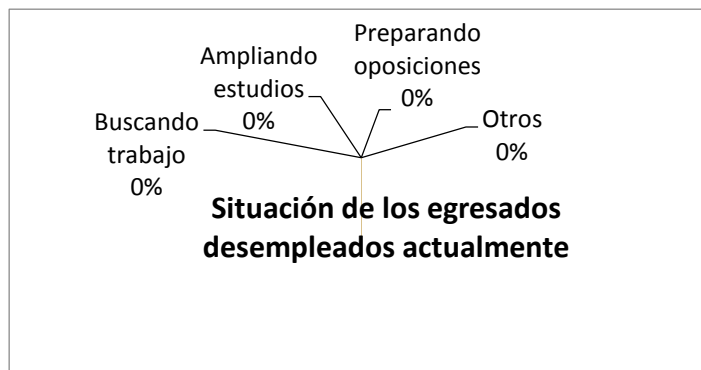 Preparando
oposiciones
0%
Ampliando
estudios
0%
Buscando
trabajo
0%
Otros
0%
Situación de los egresados
desempleados actualmente